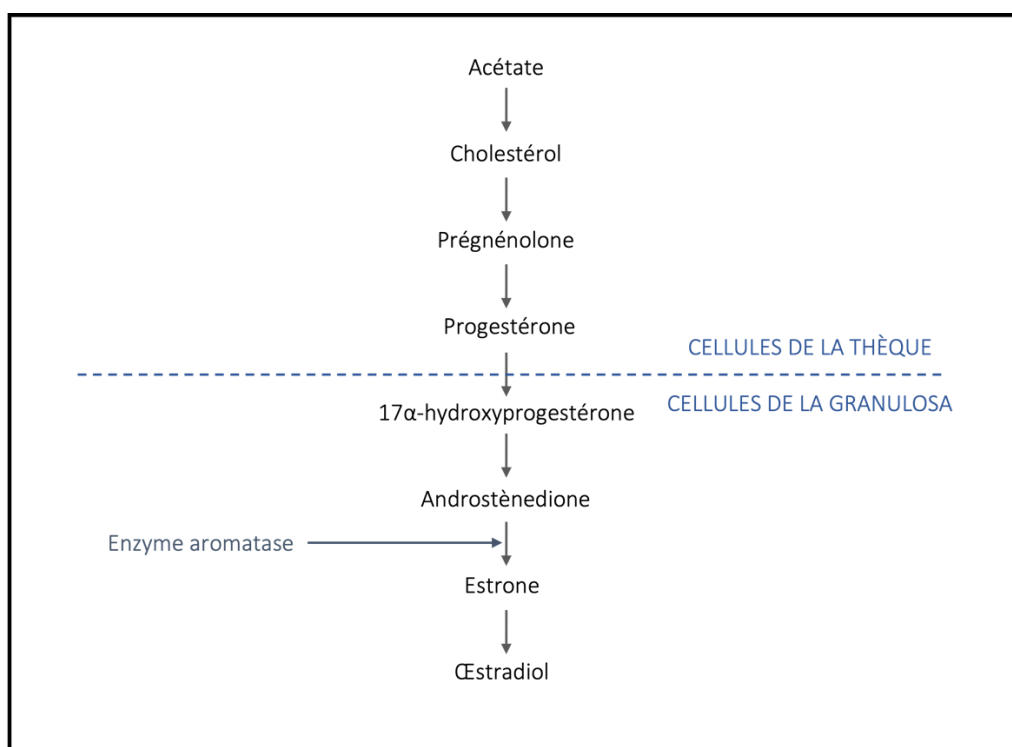 Acétate
Cholestérol
Prégnénolone
Progestérone
CELLULES DE LA THÈQUE
CELLULES DE LA GRANULOSA
17α-hydroxyprogestérone
Androstènedione
Enzyme aromatase
Estrone
Œstradiol